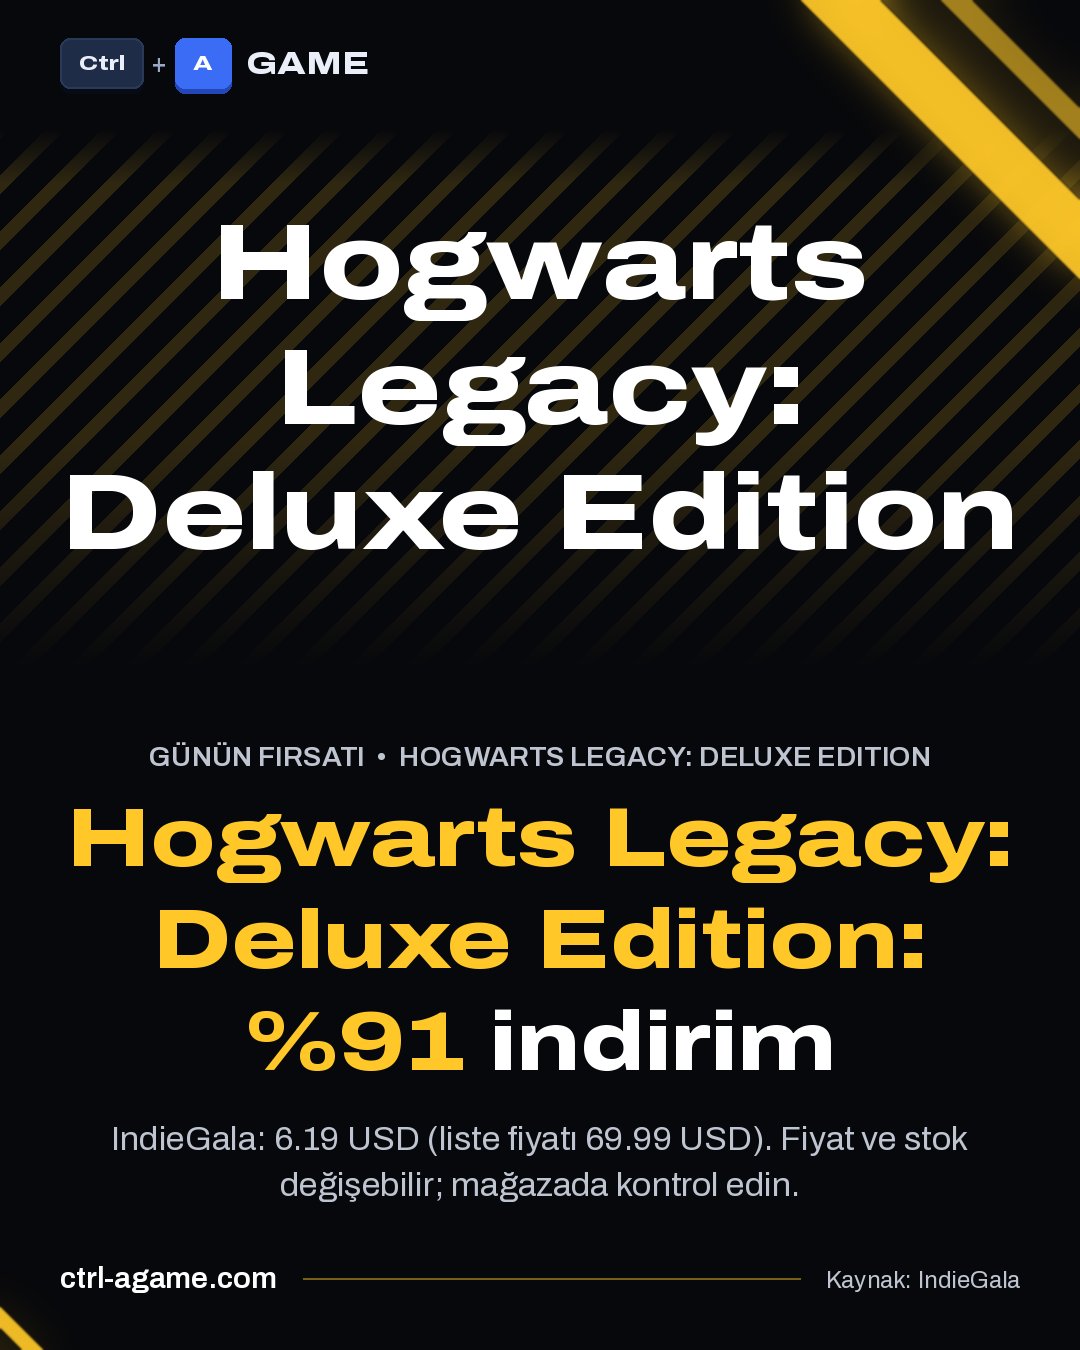 Ctrl + A GAME
Hogwarts
Legacy:
Deluxe Edition
GÜNÜN FIRSATI • HOGWARTS LEGACY: DELUXE EDITION
Hogwarts Legacy:
Deluxe Edition:
%91 indirim
IndieGala: 6.19 USD (liste fiyatı 69.99 USD). Fiyat ve stok
değişebilir; mağazada kontrol edin.
ctrl-agame.com
Kaynak: IndieGala